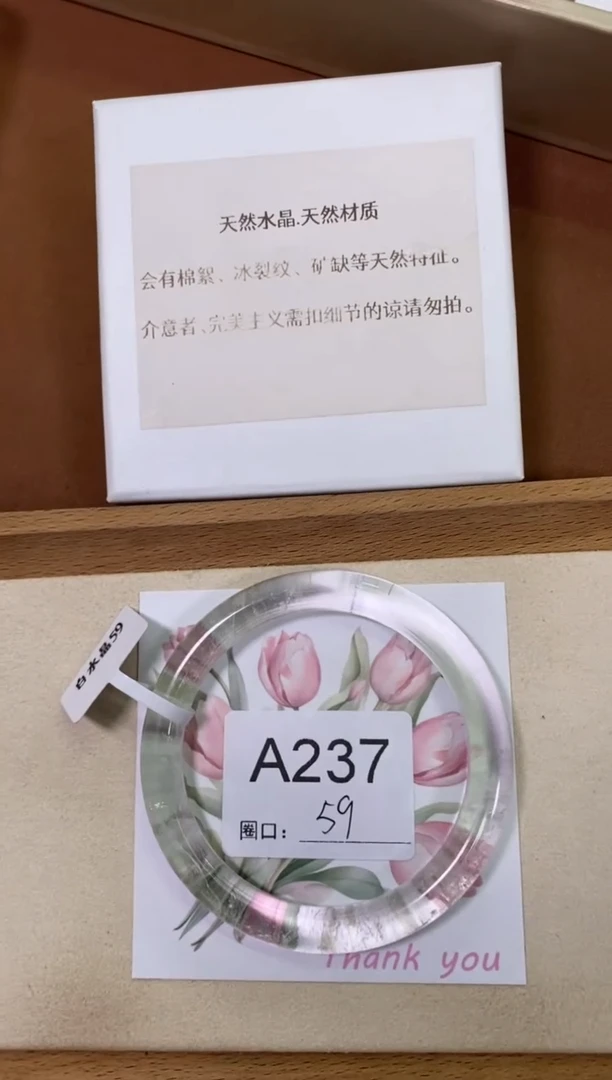 天然水晶.天然材质
会有棉絮、冰裂纹、矿缺等天然特征。
介意者、完美主义需扣细节的谅请勿拍。
白水晶59
A237
圈口：59
Thank you